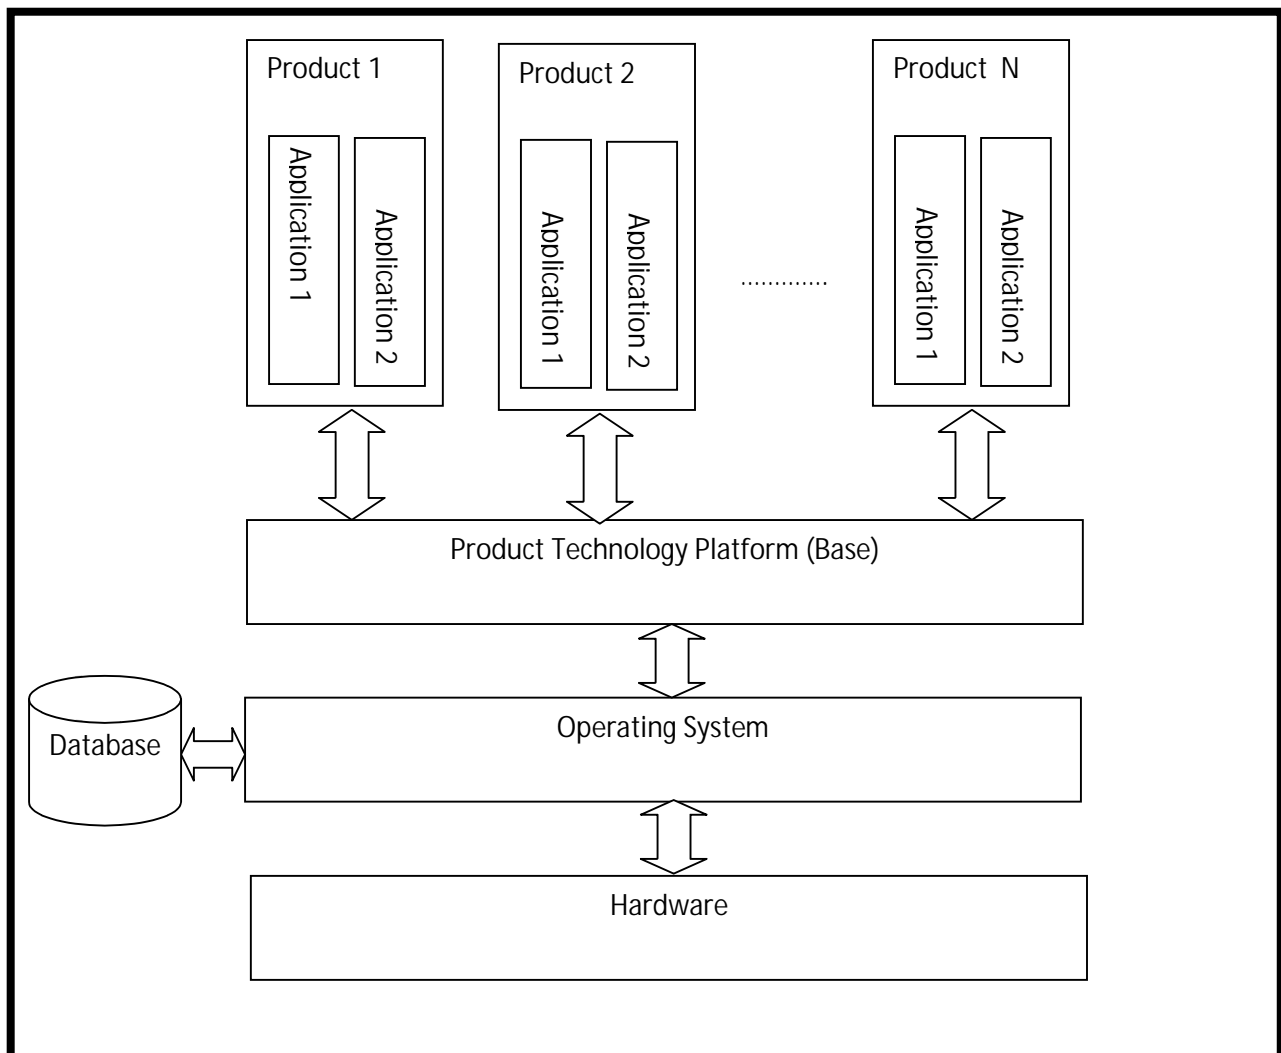 Product 1
Product 2
Product N
Application 1
Application 2
Application 1
Application 2
.............
Application 1
Application 2
Product Technology Platform (Base)
Operating System
Database
Hardware